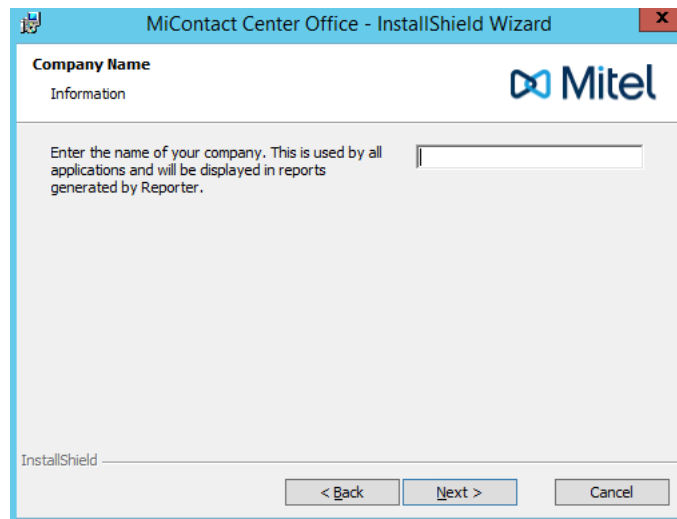 MiContact Center Office - InstallShield Wizard
x
Company Name
Information
Mitel
Enter the name of your company. This is used by all
applications and will be displayed in reports
generated by Reporter.
InstallShield
< Back
Next >
Cancel